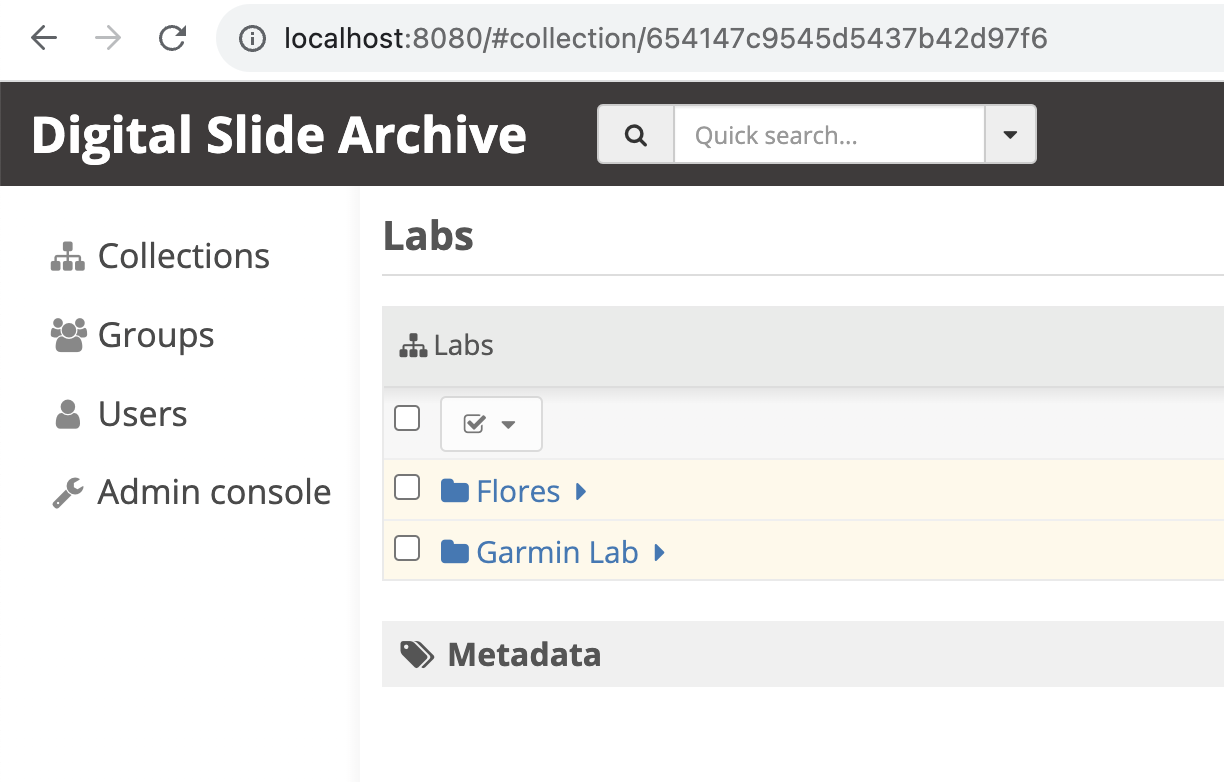 localhost:8080/#collection/654147c9545d5437b42d97f6
Digital Slide Archive
Quick search...
Collections
Groups
Users
Admin console
Labs
Labs
Flores
Garmin Lab
Metadata